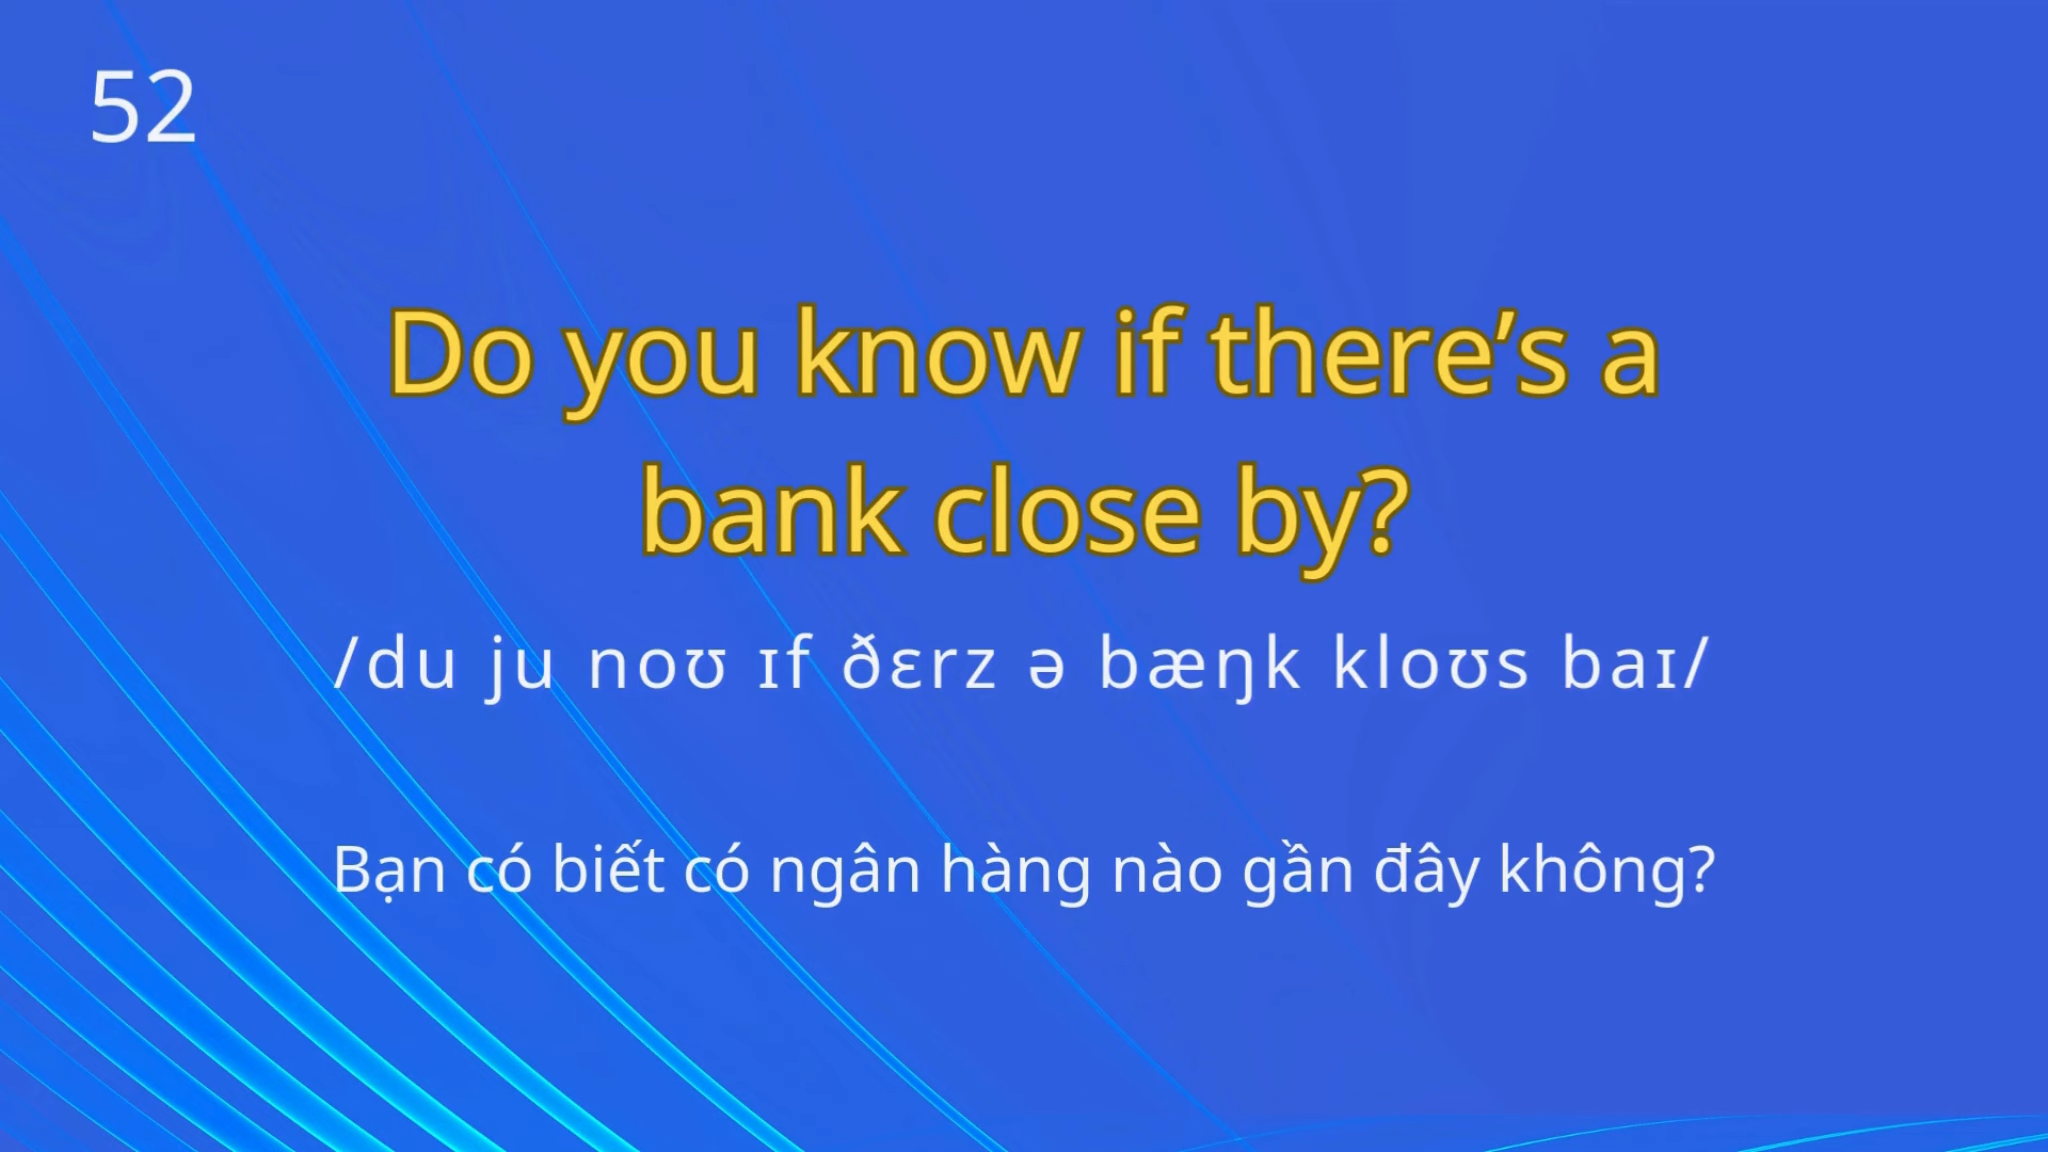 52
Do you know if there’s a
bank close by?
/du ju noʊ ɪf ðɛrz ə bæŋk kloʊs baɪ/
Bạn có biết có ngân hàng nào gần đây không?